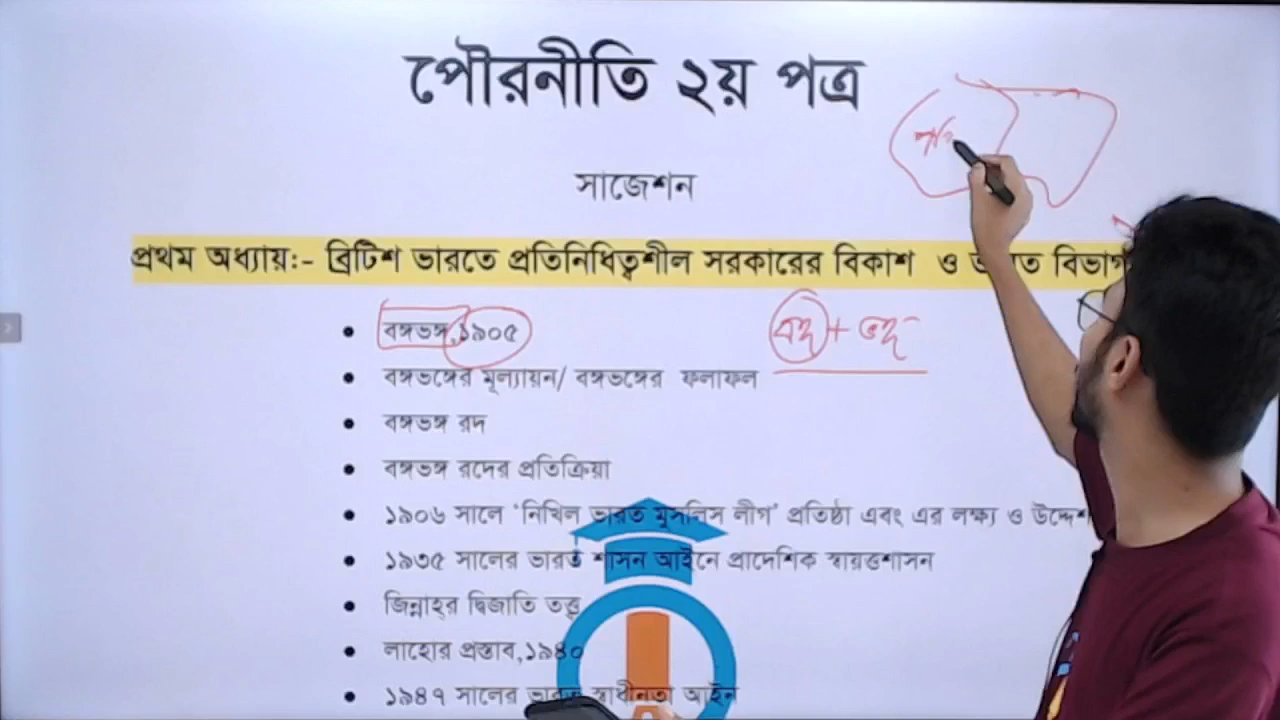 পৌরনীতি ২য় পত্র
সাজেশন
প্রথম অধ্যায়:- ব্রিটিশ ভারতে প্রতিনিধিত্বশীল সরকারের বিকাশ ও বিভাগ
বঙ্গভঙ্গ,১৯০৫
বঙ্গ + ভঙ্গ
বঙ্গভঙ্গের মূল্যায়ন/ বঙ্গভঙ্গের ফলাফল
বঙ্গভঙ্গ রদ
বঙ্গভঙ্গ রদের প্রতিক্রিয়া
১৯০৬ সালে 'নিখিল ভারত মুসলিস লীগ' প্রতিষ্ঠা এবং এর লক্ষ্য ও
১৯৩৫ সালের ভারত শাসন আইনে প্রাদেশিক স্বায়ত্তশাসন
জিন্নাহর দ্বিজাতি তত্ত্ব
লাহোর প্রস্তাব,১৯৪০
১৯৪৭ সালের ভারত স্বাধীনতা আইন